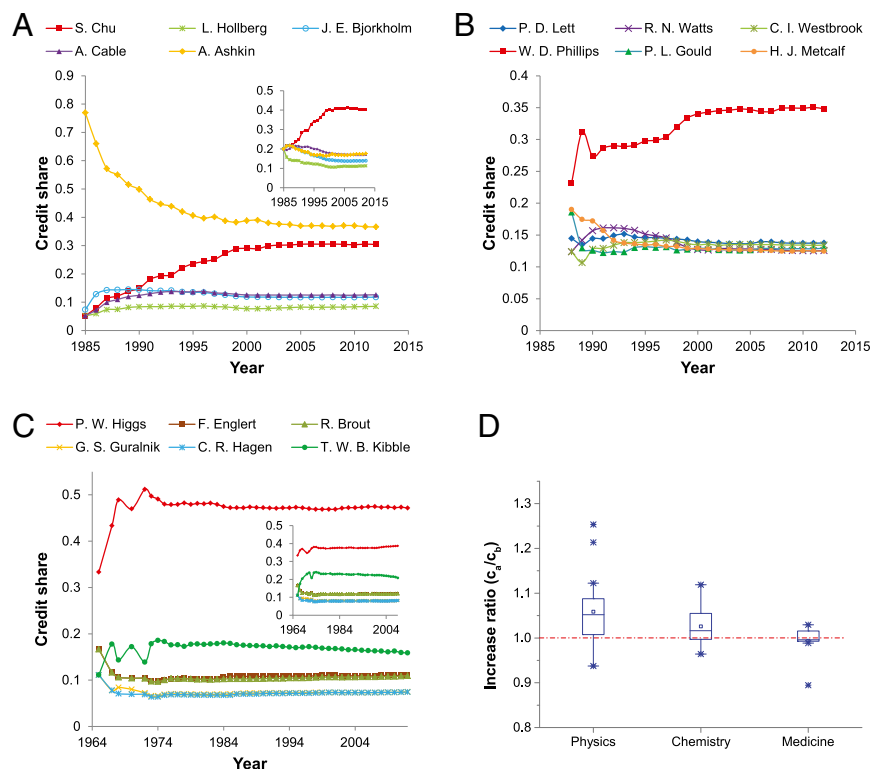 A
S. Chu
L. Hollberg
J. E. Bjorkholm
A. Cable
A. Ashkin
0.9
0.8
0.7
0.6
0.5
0.4
0.3
0.2
0.1
0
Credit share
1985 1990 1995 2000 2005 2010 2015
Year
0.5
0.4
0.3
0.2
0.1
0
1985 1995 2005 2015
B
P. D. Lett
R. N. Watts
C. I. Westbrook
W. D. Phillips
P. L. Gould
H. J. Metcalf
0.4
0.35
0.3
0.25
0.2
0.15
0.1
0.05
0
Credit share
1985 1990 1995 2000 2005 2010 2015
Year
C
P. W. Higgs
F. Englert
R. Brout
G. S. Guralnik
C. R. Hagen
T. W. B. Kibble
0.5
0.4
0.3
0.2
0.1
0
Credit share
1964 1974 1984 1994 2004
Year
0.5
0.4
0.3
0.2
0.1
0
1964 1984 2004
D
1.3
1.2
1.1
1.0
0.9
0.8
Increase ratio (ca/cb)
Physics Chemistry Medicine